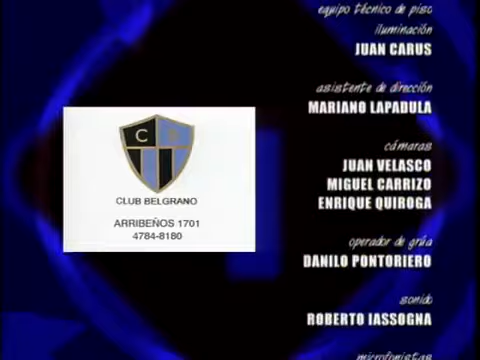 equipo técnico de piso
iluminación
JUAN CARUS
asistente de dirección
MARIANO LAPADULA
cámaras
JUAN VELASCO
MIGUEL CARRIZO
ENRIQUE QUIROGA
operador de grúa
DANILO PONTORIERO
sonido
ROBERTO IASSOGNA
microfonistas
C B
CLUB BELGRANO
ARRIBEÑOS 1701
4784-8180